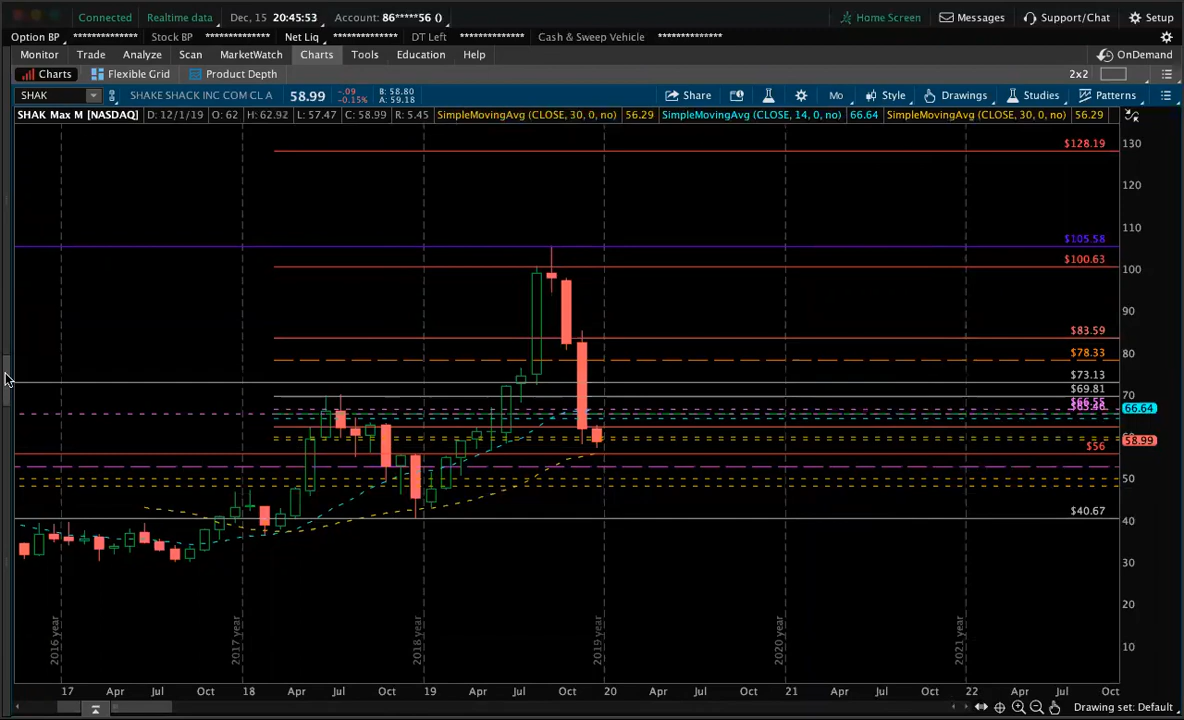 Connected Realtime data Dec, 15 20:45:53 Account: 86*****56 () Home Screen Messages Support/Chat Setup
Option BP ************** Stock BP ************** Net Liq ************** DT Left ************** Cash & Sweep Vehicle **************
Monitor Trade Analyze Scan MarketWatch Charts Tools Education Help OnDemand
Charts Flexible Grid Product Depth 2x2
SHAK SHAKE SHACK INC COM CL A 58.99 -.09 -0.15% B: 58.80 A: 59.18 Share Mo Style Drawings Studies Patterns
SHAK Max M [NASDAQ] D: 12/1/19 O: 62 H: 62.92 L: 57.47 C: 58.99 R: 5.45 SimpleMovingAvg (CLOSE, 30, 0, no) 56.29 SimpleMovingAvg (CLOSE, 14, 0, no) 66.64 SimpleMovingAvg (CLOSE, 30, 0, no) 56.29
$128.19 130
120
110
$105.58
$100.63 100
90
$83.59
$78.33 80
$73.13
$69.81 70
66.64
58.99
$56
50
$40.67 40
30
20
10
2016 year 2017 year 2018 year 2019 year 2020 year 2021 year
17 Apr Jul Oct 18 Apr Jul Oct 19 Apr Jul Oct 20 Apr Jul Oct 21 Apr Jul Oct 22 Apr Jul Oct
Drawing set: Default